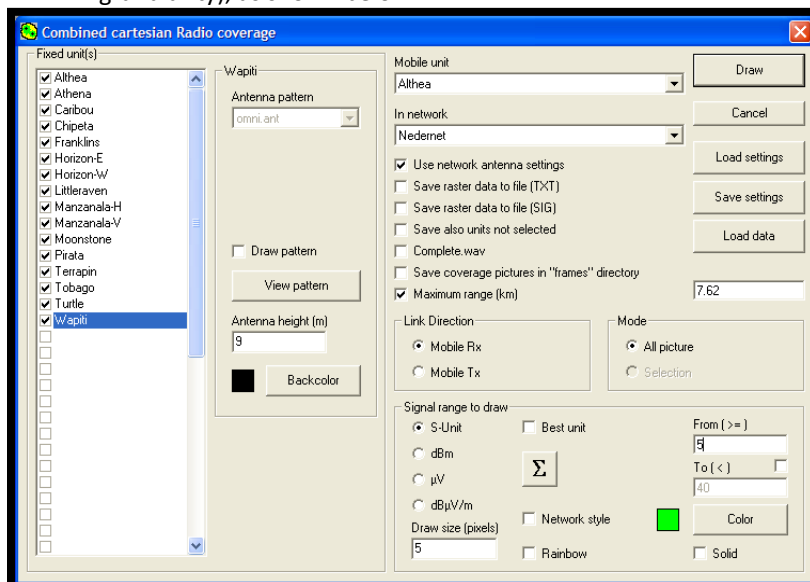 Combined cartesian Radio coverage
Fixed unit(s)
Althea
Athena
Caribou
Chipeta
Franklins
Horizon-E
Horizon-W
Littleraven
Manzanala-H
Manzanala-V
Moonstone
Pirata
Terrapin
Tobago
Turtle
Wapiti
Wapiti
Antenna pattern
omni.ant
Draw pattern
View pattern
Antenna height (m)
9
Backcolor
Mobile unit
Althea
In network
Nedernet
Use network antenna settings
Save raster data to file (TXT)
Save raster data to file (SIG)
Save also units not selected
Complete.wav
Save coverage pictures in "frames" directory
Maximum range (km)
7.62
Draw
Cancel
Load settings
Save settings
Load data
Link Direction
Mobile Rx
Mobile Tx
Mode
All picture
Selection
Signal range to draw
S-Unit
dBm
µV
dBµV/m
Draw size (pixels)
5
Best unit
Σ
Network style
Rainbow
From ( >= )
5
To ( < )
40
Color
Solid